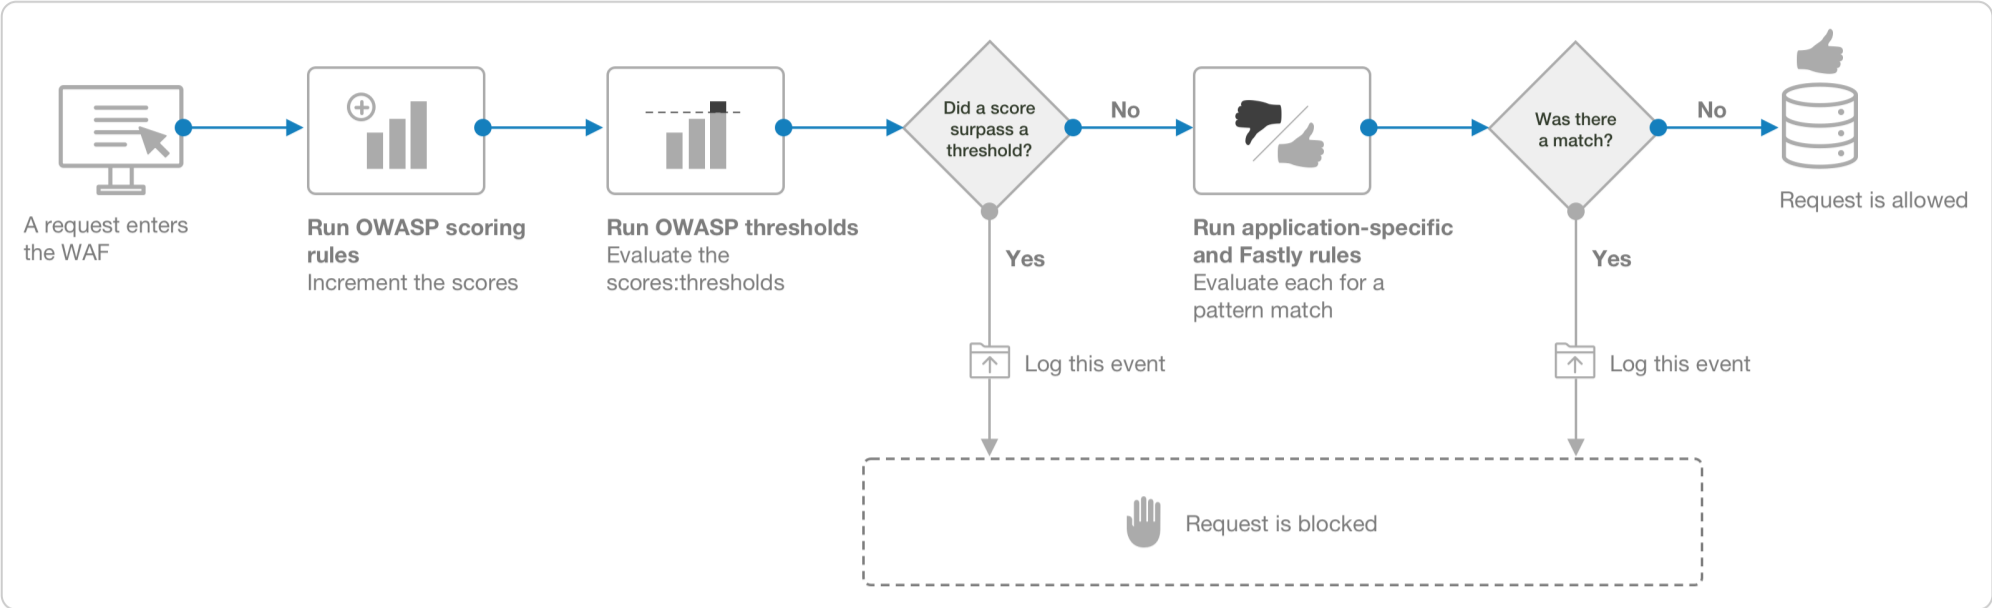 A request enters
the WAF
Run OWASP scoring
rules
Increment the scores
Run OWASP thresholds
Evaluate the
scores:thresholds
Did a score
surpass a
threshold?
No
Yes
Log this event
Run application-specific
and Fastly rules
Evaluate each for a
pattern match
Was there
a match?
No
Yes
Log this event
Request is allowed
Request is blocked